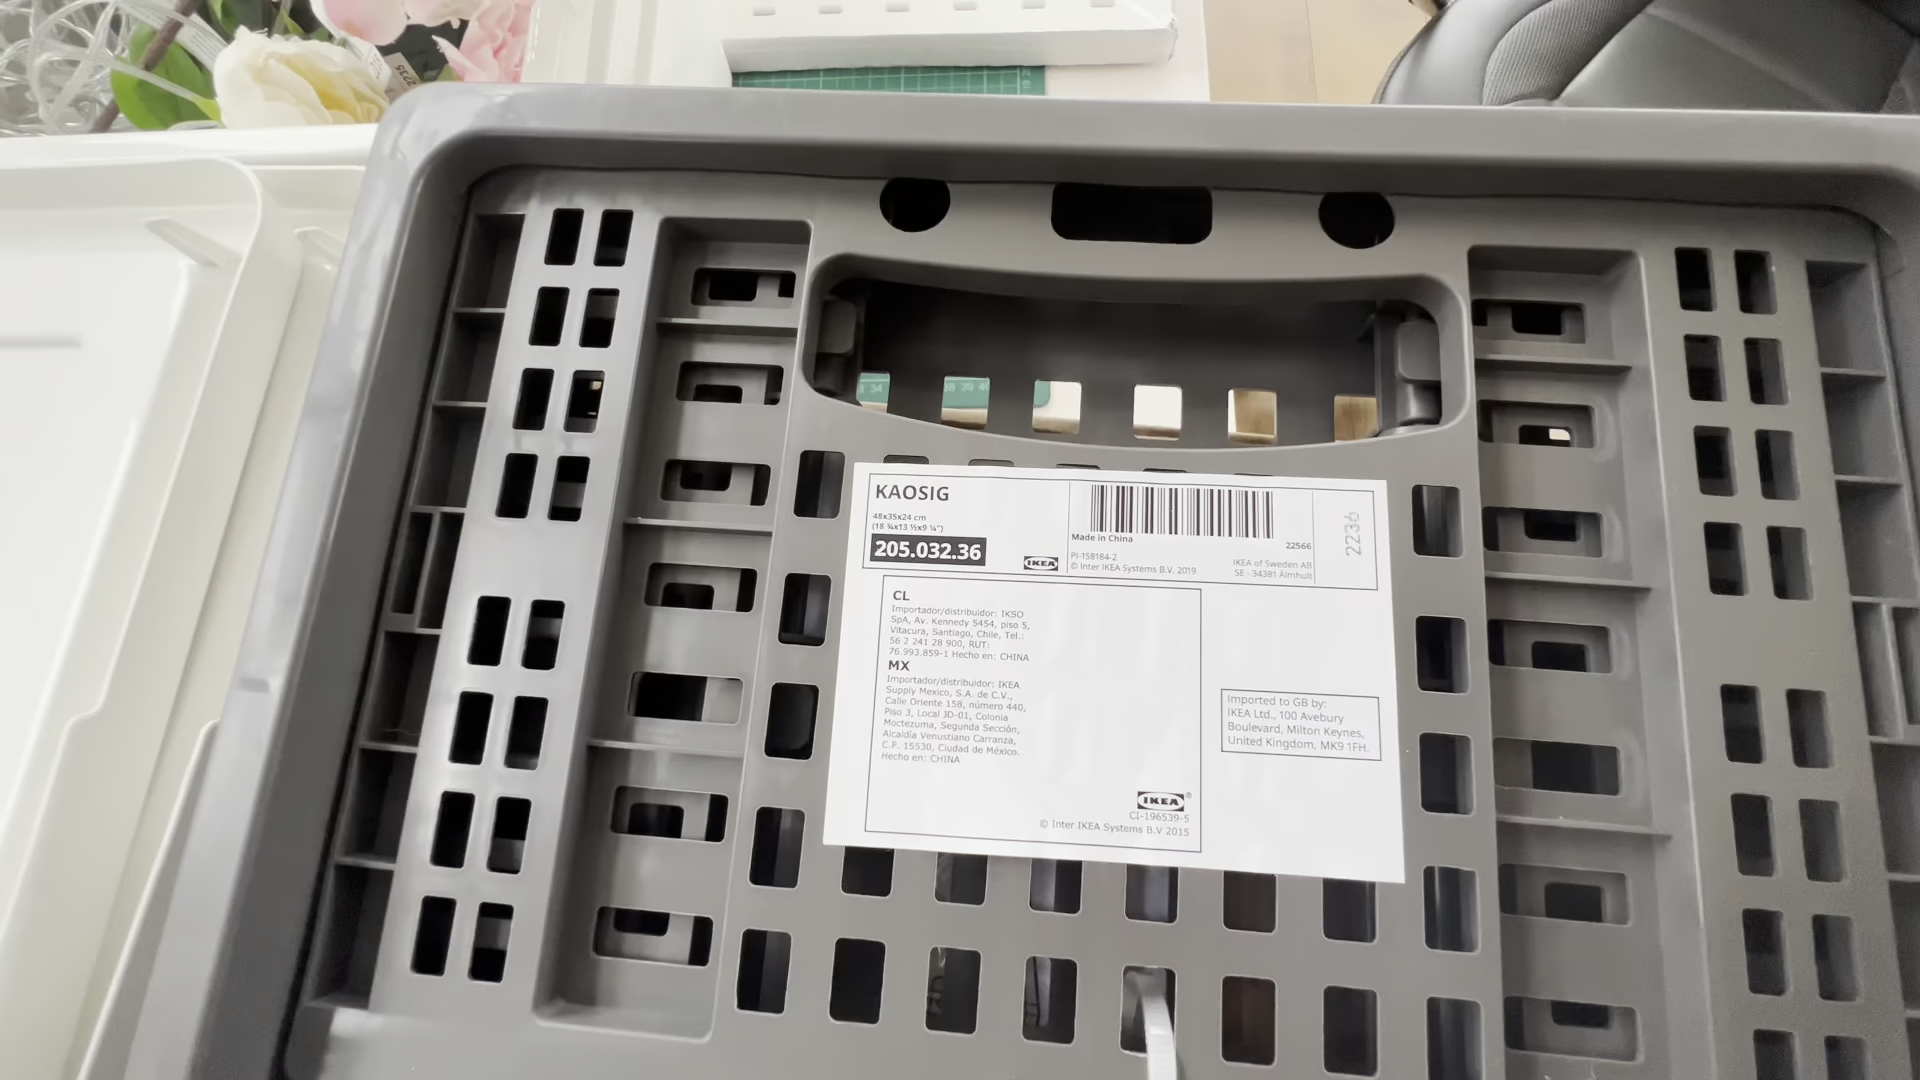 KAOSIG
48x35x24 cm
(18 ¾x13 ½x9 ¼")
205.032.36
IKEA
Made in China
22566
PI-158184-2
© Inter IKEA Systems B.V. 2019
IKEA of Sweden AB
SE - 34381 Älmhult
2236
CL
Importador/distribuidor: IKSO
SpA, Av. Kennedy 5454, piso 5,
Vitacura, Santiago, Chile, Tel.:
56 2 241 28 900, RUT:
76.993.859-1 Hecho en: CHINA
MX
Importador/distribuidor: IKEA
Supply Mexico, S.A. de C.V.,
Calle Oriente 158, número 440,
Piso 3, Local JD-01, Colonia
Moctezuma, Segunda Sección,
Alcaldía Venustiano Carranza,
C.P. 15530, Ciudad de México.
Hecho en: CHINA
IKEA®
CI-196539-5
© Inter IKEA Systems B.V 2015
Imported to GB by:
IKEA Ltd., 100 Avebury
Boulevard, Milton Keynes,
United Kingdom, MK9 1FH.
34
39